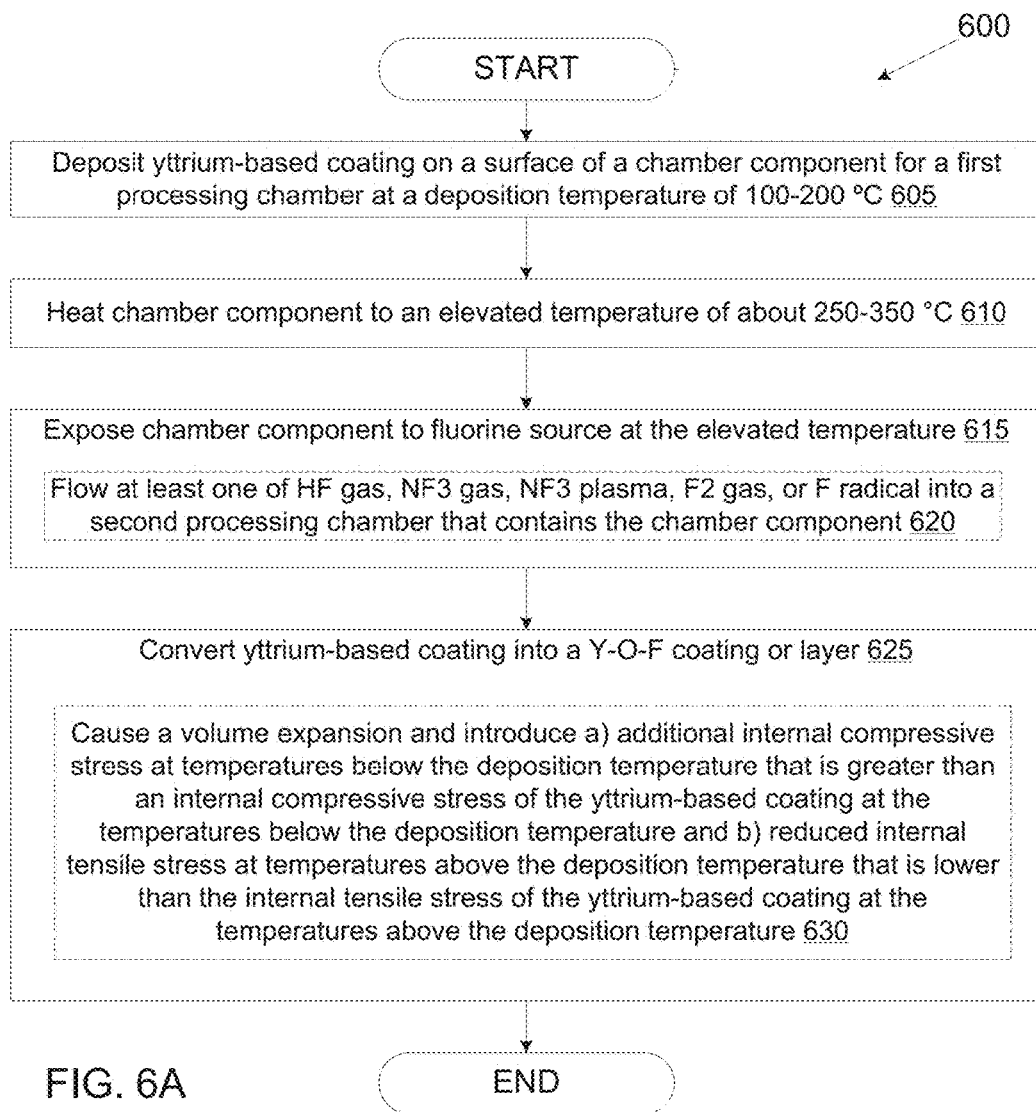 600
START
Deposit yttrium-based coating on a surface of a chamber component for a first
processing chamber at a deposition temperature of 100-200 ºC 605
Heat chamber component to an elevated temperature of about 250-350 °C 610
Expose chamber component to fluorine source at the elevated temperature 615
Flow at least one of HF gas, NF3 gas, NF3 plasma, F2 gas, or F radical into a
second processing chamber that contains the chamber component 620
Convert yttrium-based coating into a Y-O-F coating or layer 625
Cause a volume expansion and introduce a) additional internal compressive
stress at temperatures below the deposition temperature that is greater than
an internal compressive stress of the yttrium-based coating at the
temperatures below the deposition temperature and b) reduced internal
tensile stress at temperatures above the deposition temperature that is lower
than the internal tensile stress of the yttrium-based coating at the
temperatures above the deposition temperature 630
END
FIG. 6A